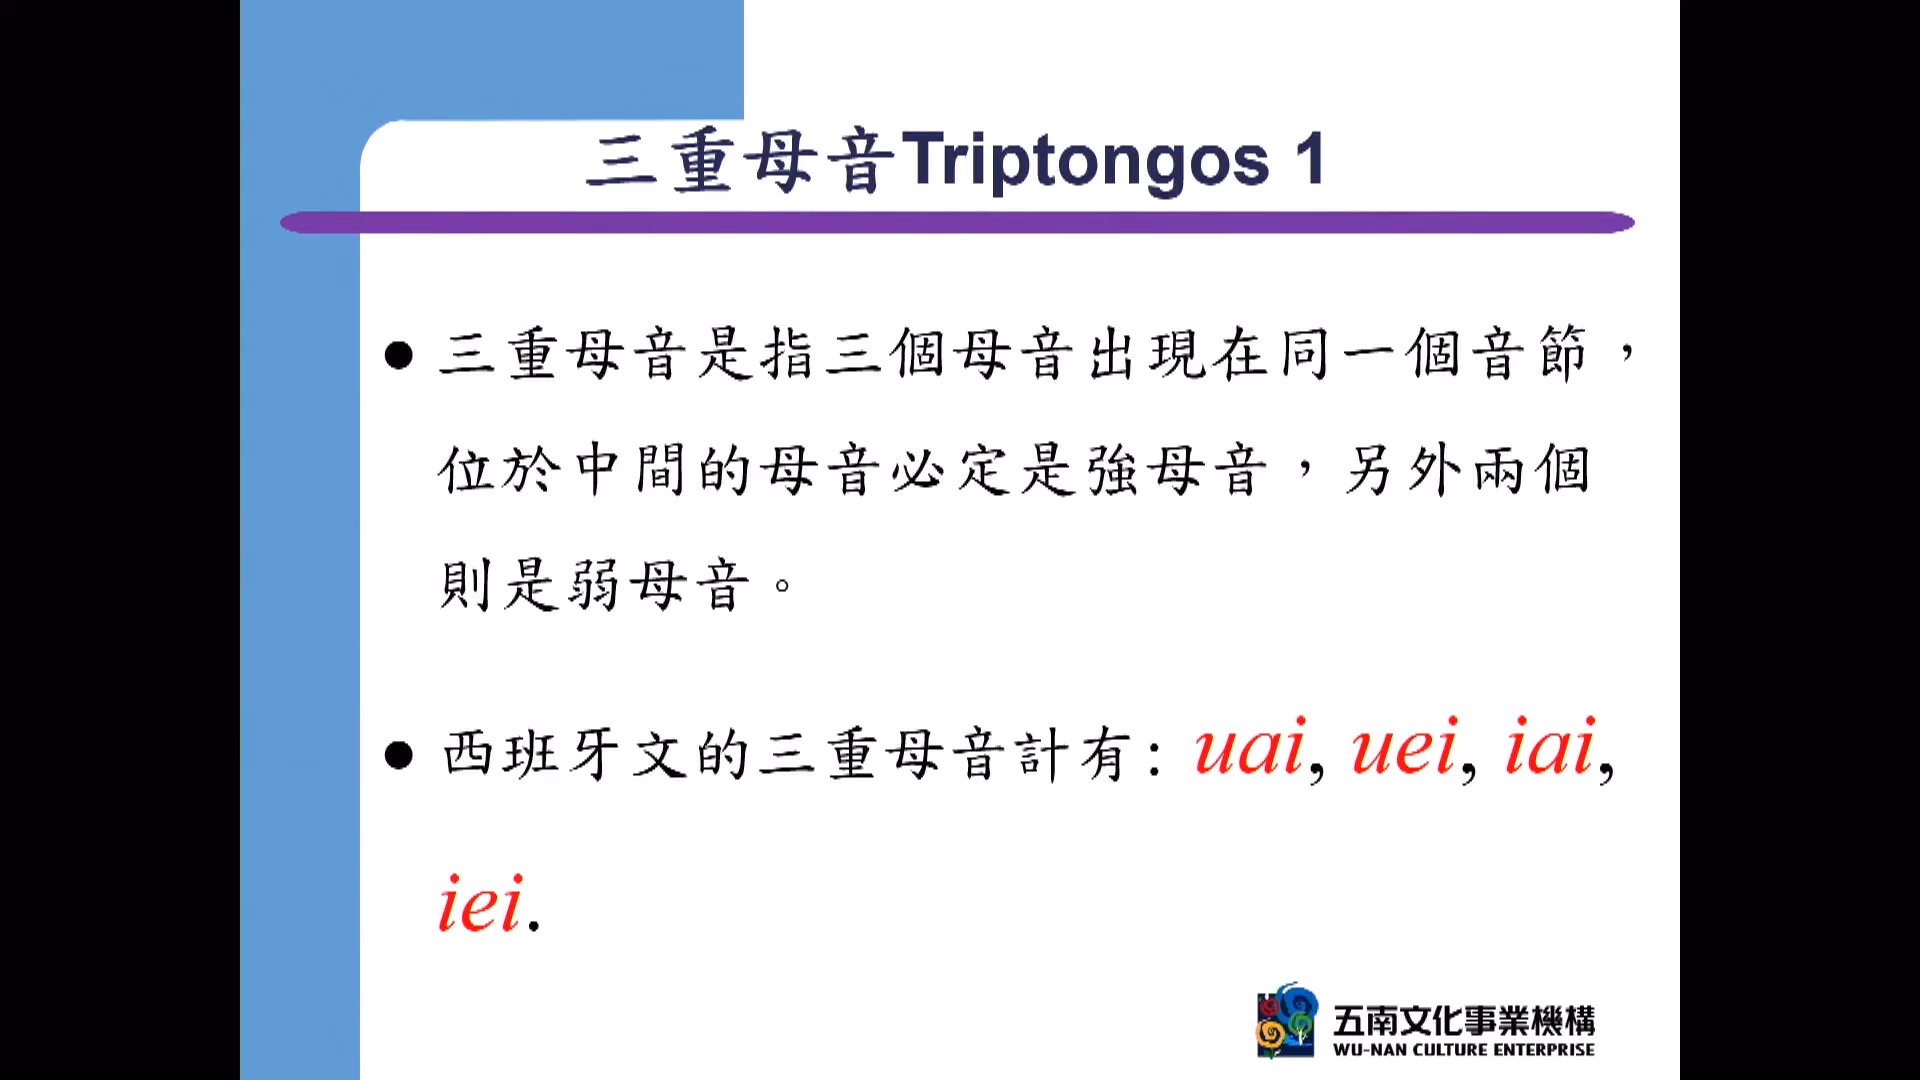 三重母音Triptongos 1
三重母音是指三個母音出現在同一個音節，
位於中間的母音必定是強母音，另外兩個
則是弱母音。
西班牙文的三重母音計有: uai, uei, iai,
iei.
五南文化事業機構
WU-NAN CULTURE ENTERPRISE